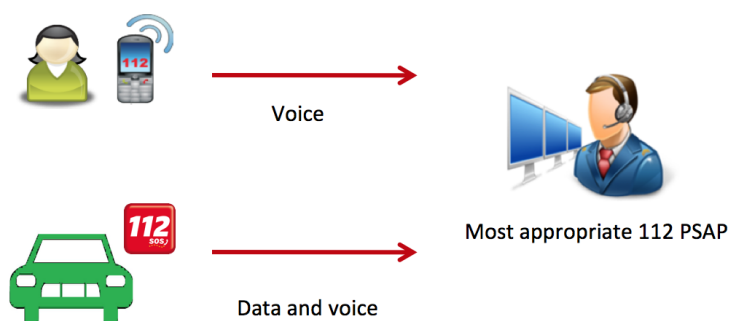 112
Voice
112
SOS
Most appropriate 112 PSAP
Data and voice